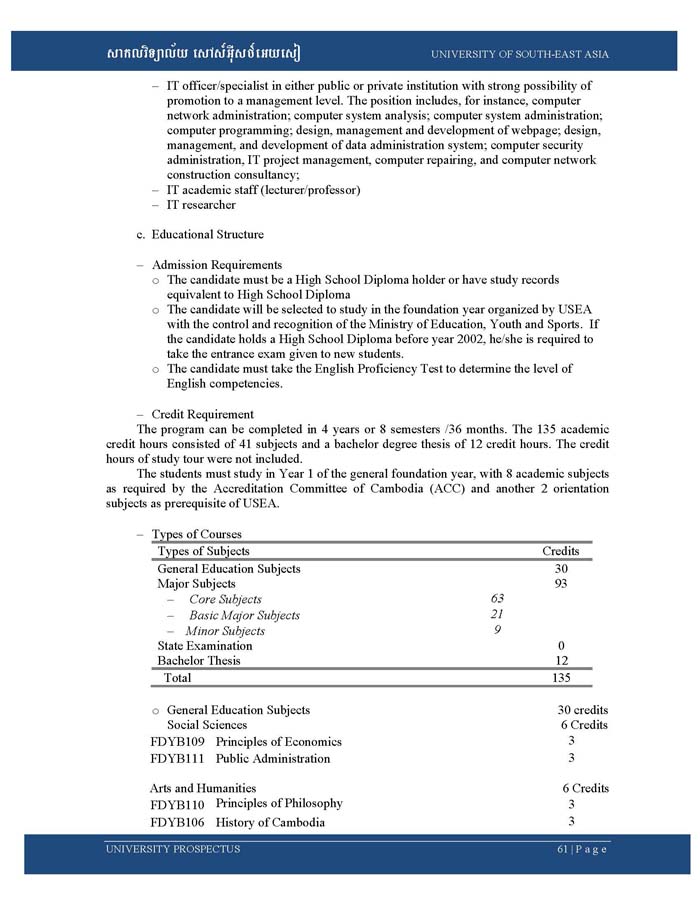 សាកលវិទ្យាល័យ សៅស៍អ៊ីសថ៍អេយសៀ UNIVERSITY OF SOUTH-EAST ASIA
– IT officer/specialist in either public or private institution with strong possibility of
promotion to a management level. The position includes, for instance, computer
network administration; computer system analysis; computer system administration;
computer programming; design, management and development of webpage; design,
management, and development of data administration system; computer security
administration, IT project management, computer repairing, and computer network
construction consultancy;
– IT academic staff (lecturer/professor)
– IT researcher
c. Educational Structure
– Admission Requirements
o The candidate must be a High School Diploma holder or have study records
equivalent to High School Diploma
o The candidate will be selected to study in the foundation year organized by USEA
with the control and recognition of the Ministry of Education, Youth and Sports. If
the candidate holds a High School Diploma before year 2002, he/she is required to
take the entrance exam given to new students.
o The candidate must take the English Proficiency Test to determine the level of
English competencies.
– Credit Requirement
The program can be completed in 4 years or 8 semesters /36 months. The 135 academic
credit hours consisted of 41 subjects and a bachelor degree thesis of 12 credit hours. The credit
hours of study tour were not included.
The students must study in Year 1 of the general foundation year, with 8 academic subjects
as required by the Accreditation Committee of Cambodia (ACC) and another 2 orientation
subjects as prerequisite of USEA.
– Types of Courses
Types of Subjects Credits
General Education Subjects 30
Major Subjects 93
– Core Subjects 63
– Basic Major Subjects 21
– Minor Subjects 9
State Examination 0
Bachelor Thesis 12
Total 135
o General Education Subjects 30 credits
Social Sciences 6 Credits
FDYB109 Principles of Economics 3
FDYB111 Public Administration 3
Arts and Humanities 6 Credits
FDYB110 Principles of Philosophy 3
FDYB106 History of Cambodia 3
UNIVERSITY PROSPECTUS 61 | P a g e